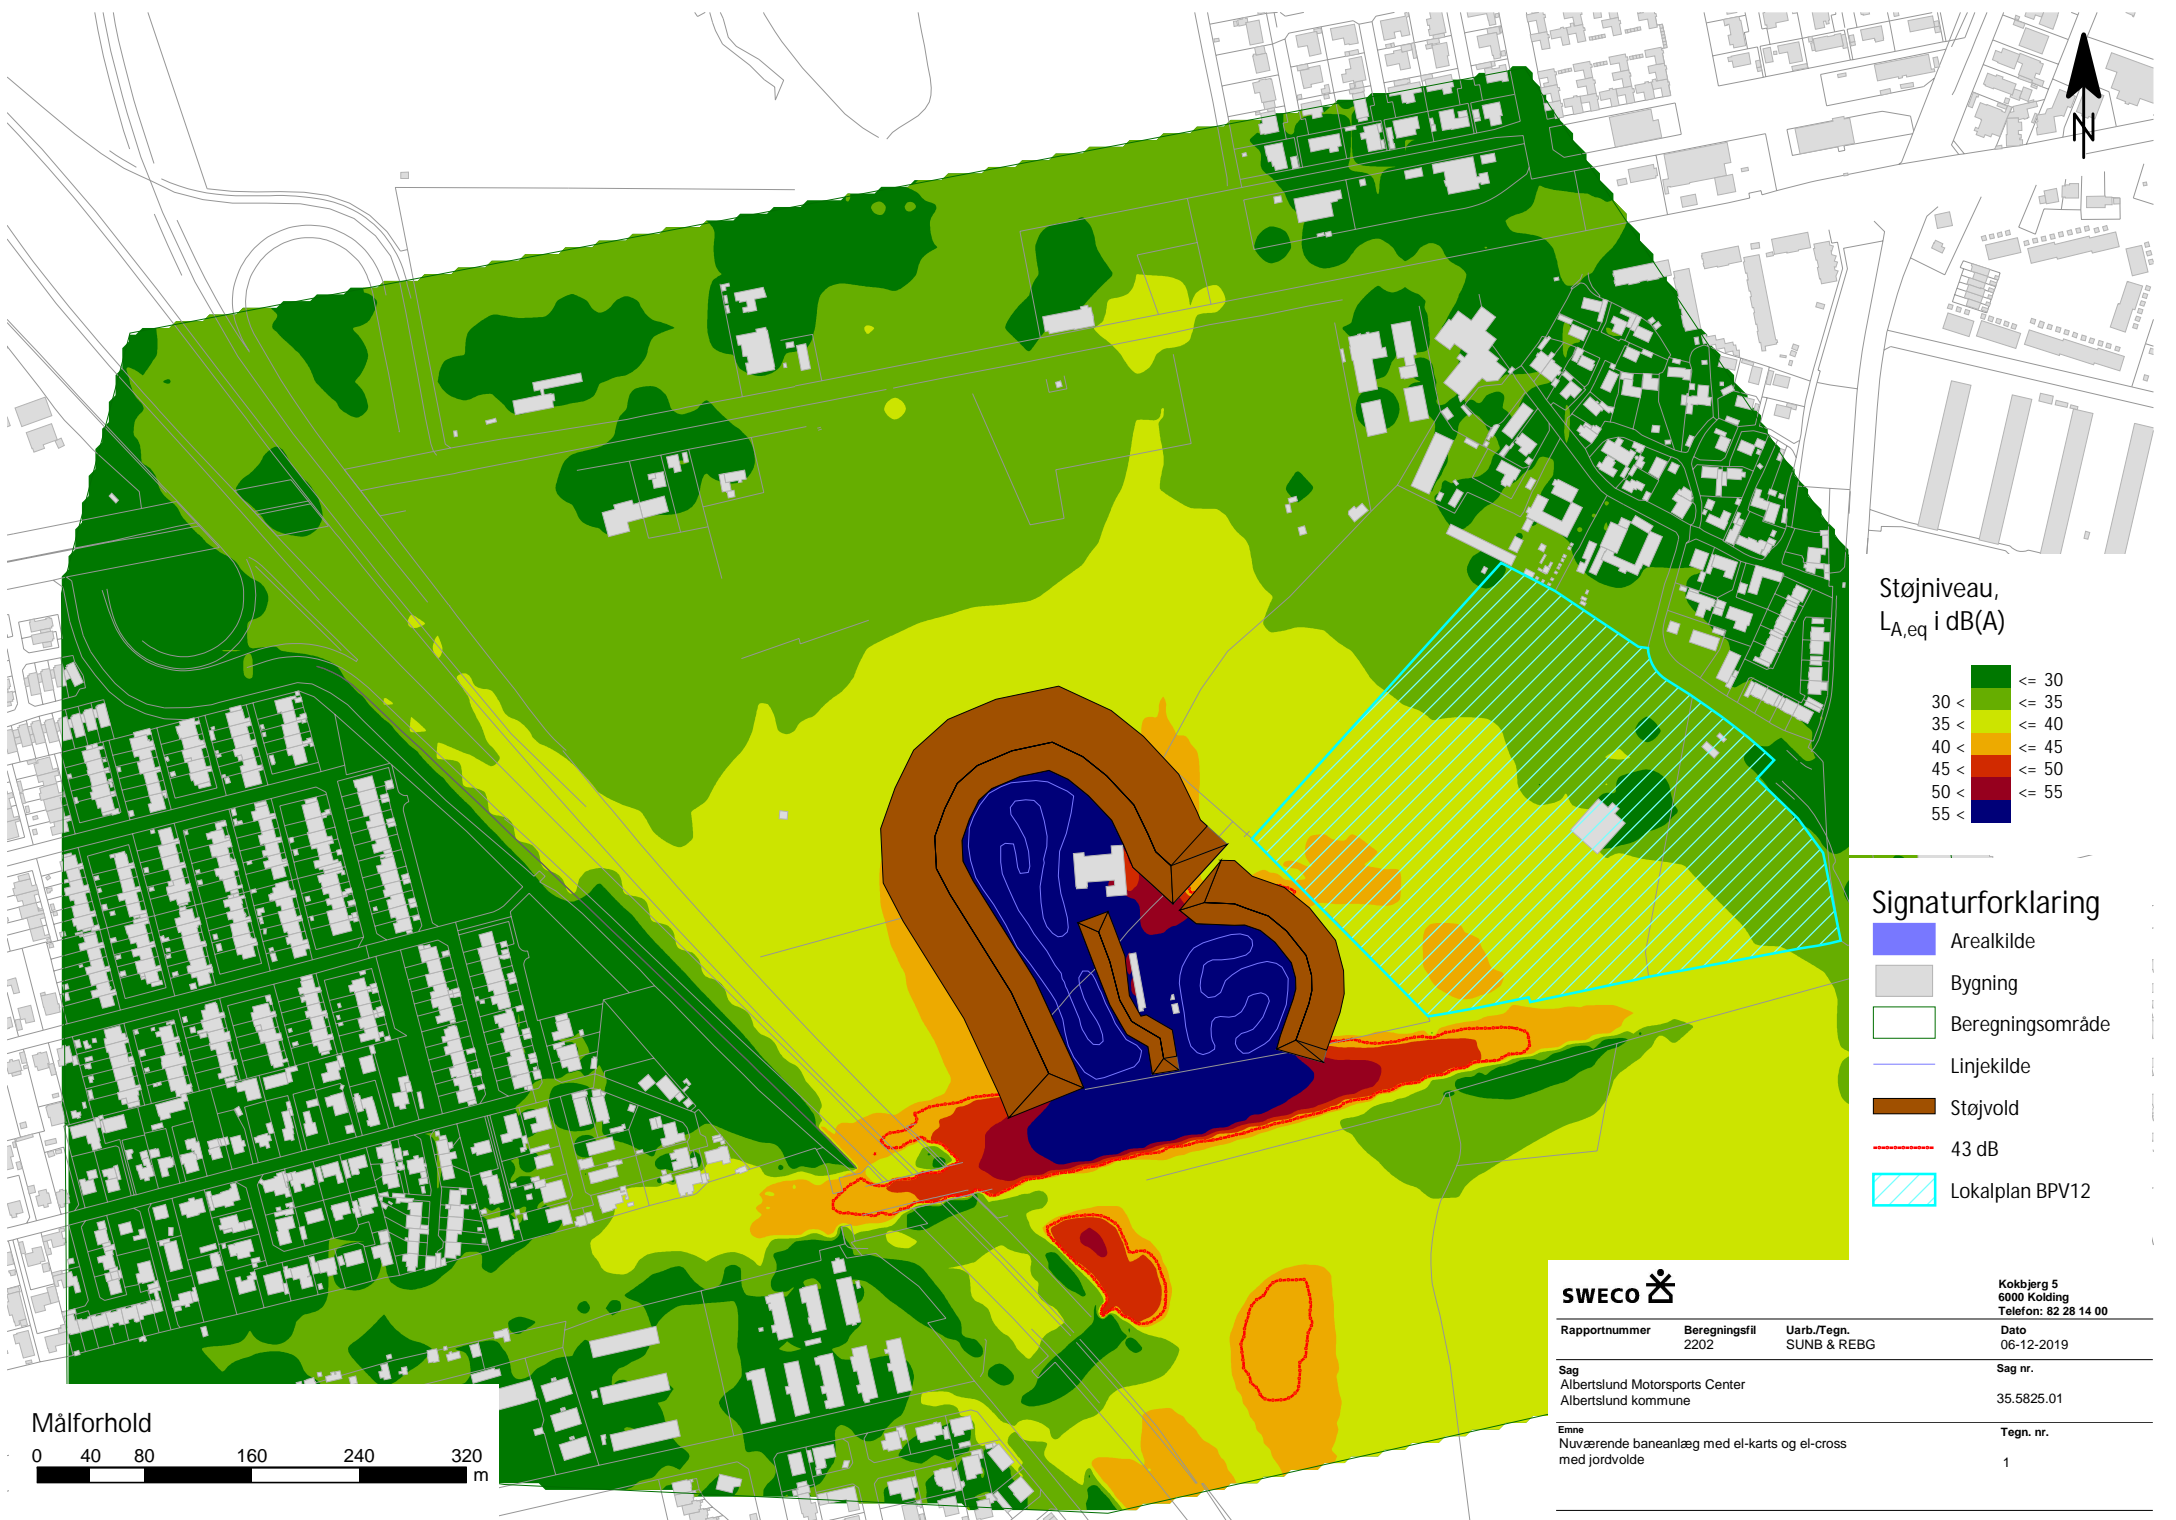 N
Støjniveau,
LA,eq i dB(A)
<= 30
30 < <= 35
35 < <= 40
40 < <= 45
45 < <= 50
50 < <= 55
55 <
Signaturforklaring
Arealkilde
Bygning
Beregningsområde
Linjekilde
Støjvold
43 dB
Lokalplan BPV12
SWECO
Kokbjerg 5
6000 Kolding
Telefon: 82 28 14 00
Rapportnummer Beregningsfil Uarb./Tegn. Dato
2202 SUNB & REBG 06-12-2019
Sag Sag nr.
Albertslund Motorsports Center
Albertslund kommune 35.5825.01
Emne Tegn. nr.
Nuværende baneanlæg med el-karts og el-cross
med jordvolde 1
Målforhold
0 40 80 160 240 320
m